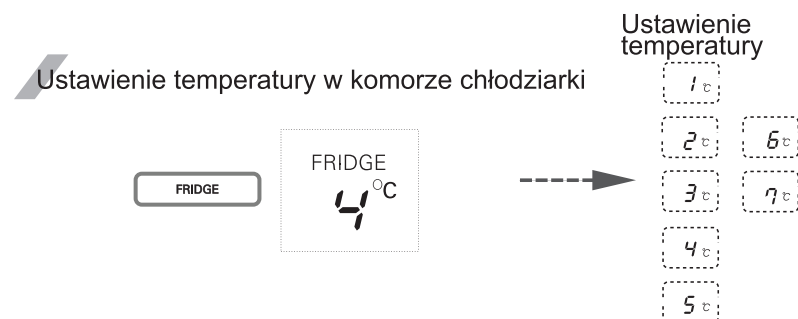 Ustawienie
temperatury
Ustawienie temperatury w komorze chłodziarki
FRIDGE
FRIDGE
4°C
1 °C
2 °C
3 °C
4 °C
5 °C
6 °C
7 °C